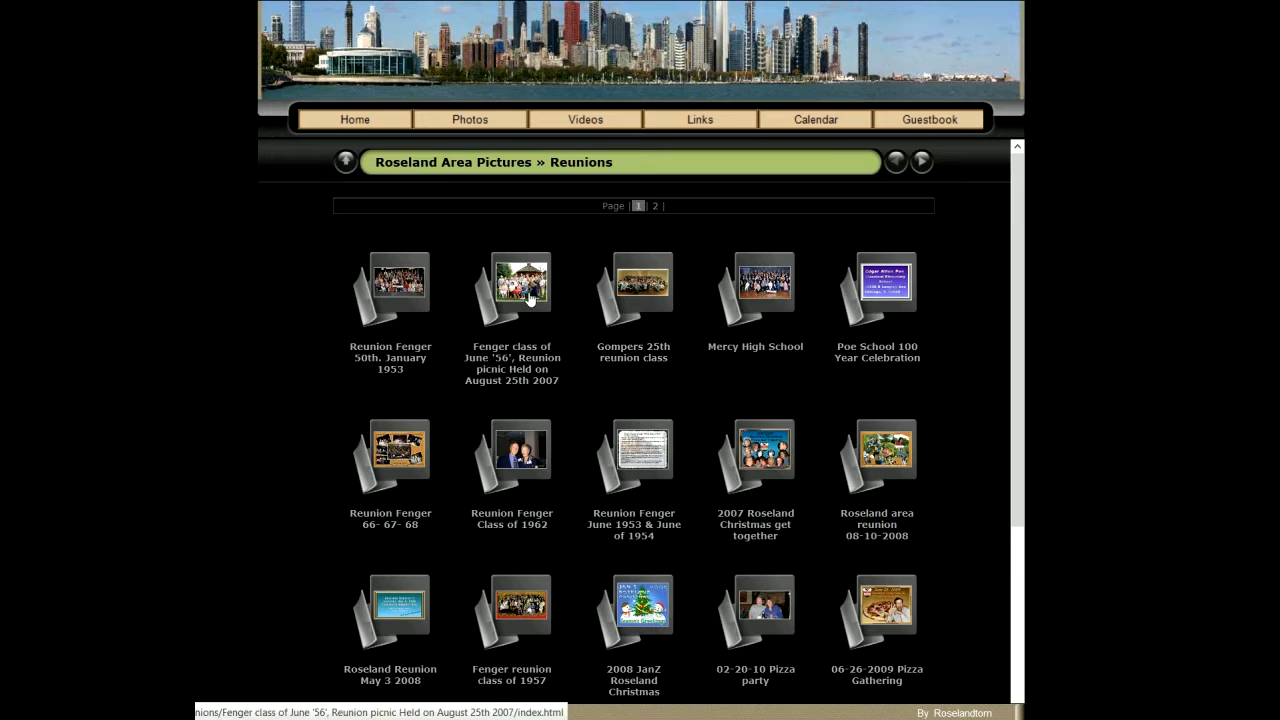 Home Photos Videos Links Calendar Guestbook
Roseland Area Pictures » Reunions
Page | 1 | 2 |
Reunion Fenger
50th. January
1953
Fenger class of
June '56', Reunion
picnic Held on
August 25th 2007
Gompers 25th
reunion class
Mercy High School
Poe School 100
Year Celebration
Reunion Fenger
66- 67- 68
Reunion Fenger
Class of 1962
Reunion Fenger
June 1953 & June
of 1954
2007 Roseland
Christmas get
together
Roseland area
reunion
08-10-2008
Roseland Reunion
May 3 2008
Fenger reunion
class of 1957
2008 JanZ
Roseland
Christmas
02-20-10 Pizza
party
06-26-2009 Pizza
Gathering
nions/Fenger class of June '56', Reunion picnic Held on August 25th 2007/index.html
By Roselandtom